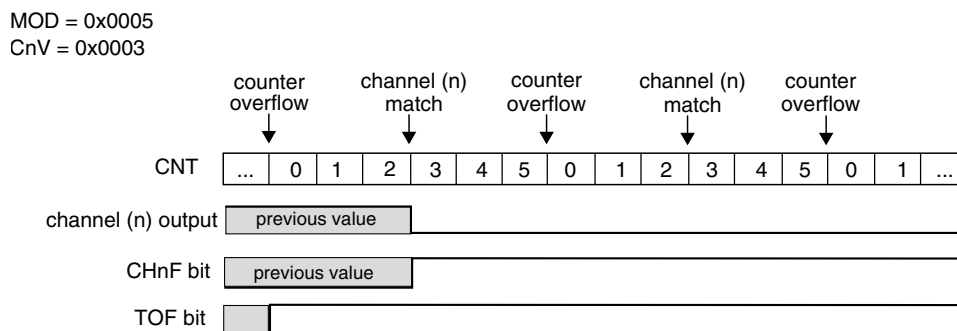 MOD = 0x0005
CnV = 0x0003
counter overflow
channel (n) match
counter overflow
channel (n) match
counter overflow
CNT ... 0 1 2 3 4 5 0 1 2 3 4 5 0 1 ...
channel (n) output previous value
CHnF bit previous value
TOF bit